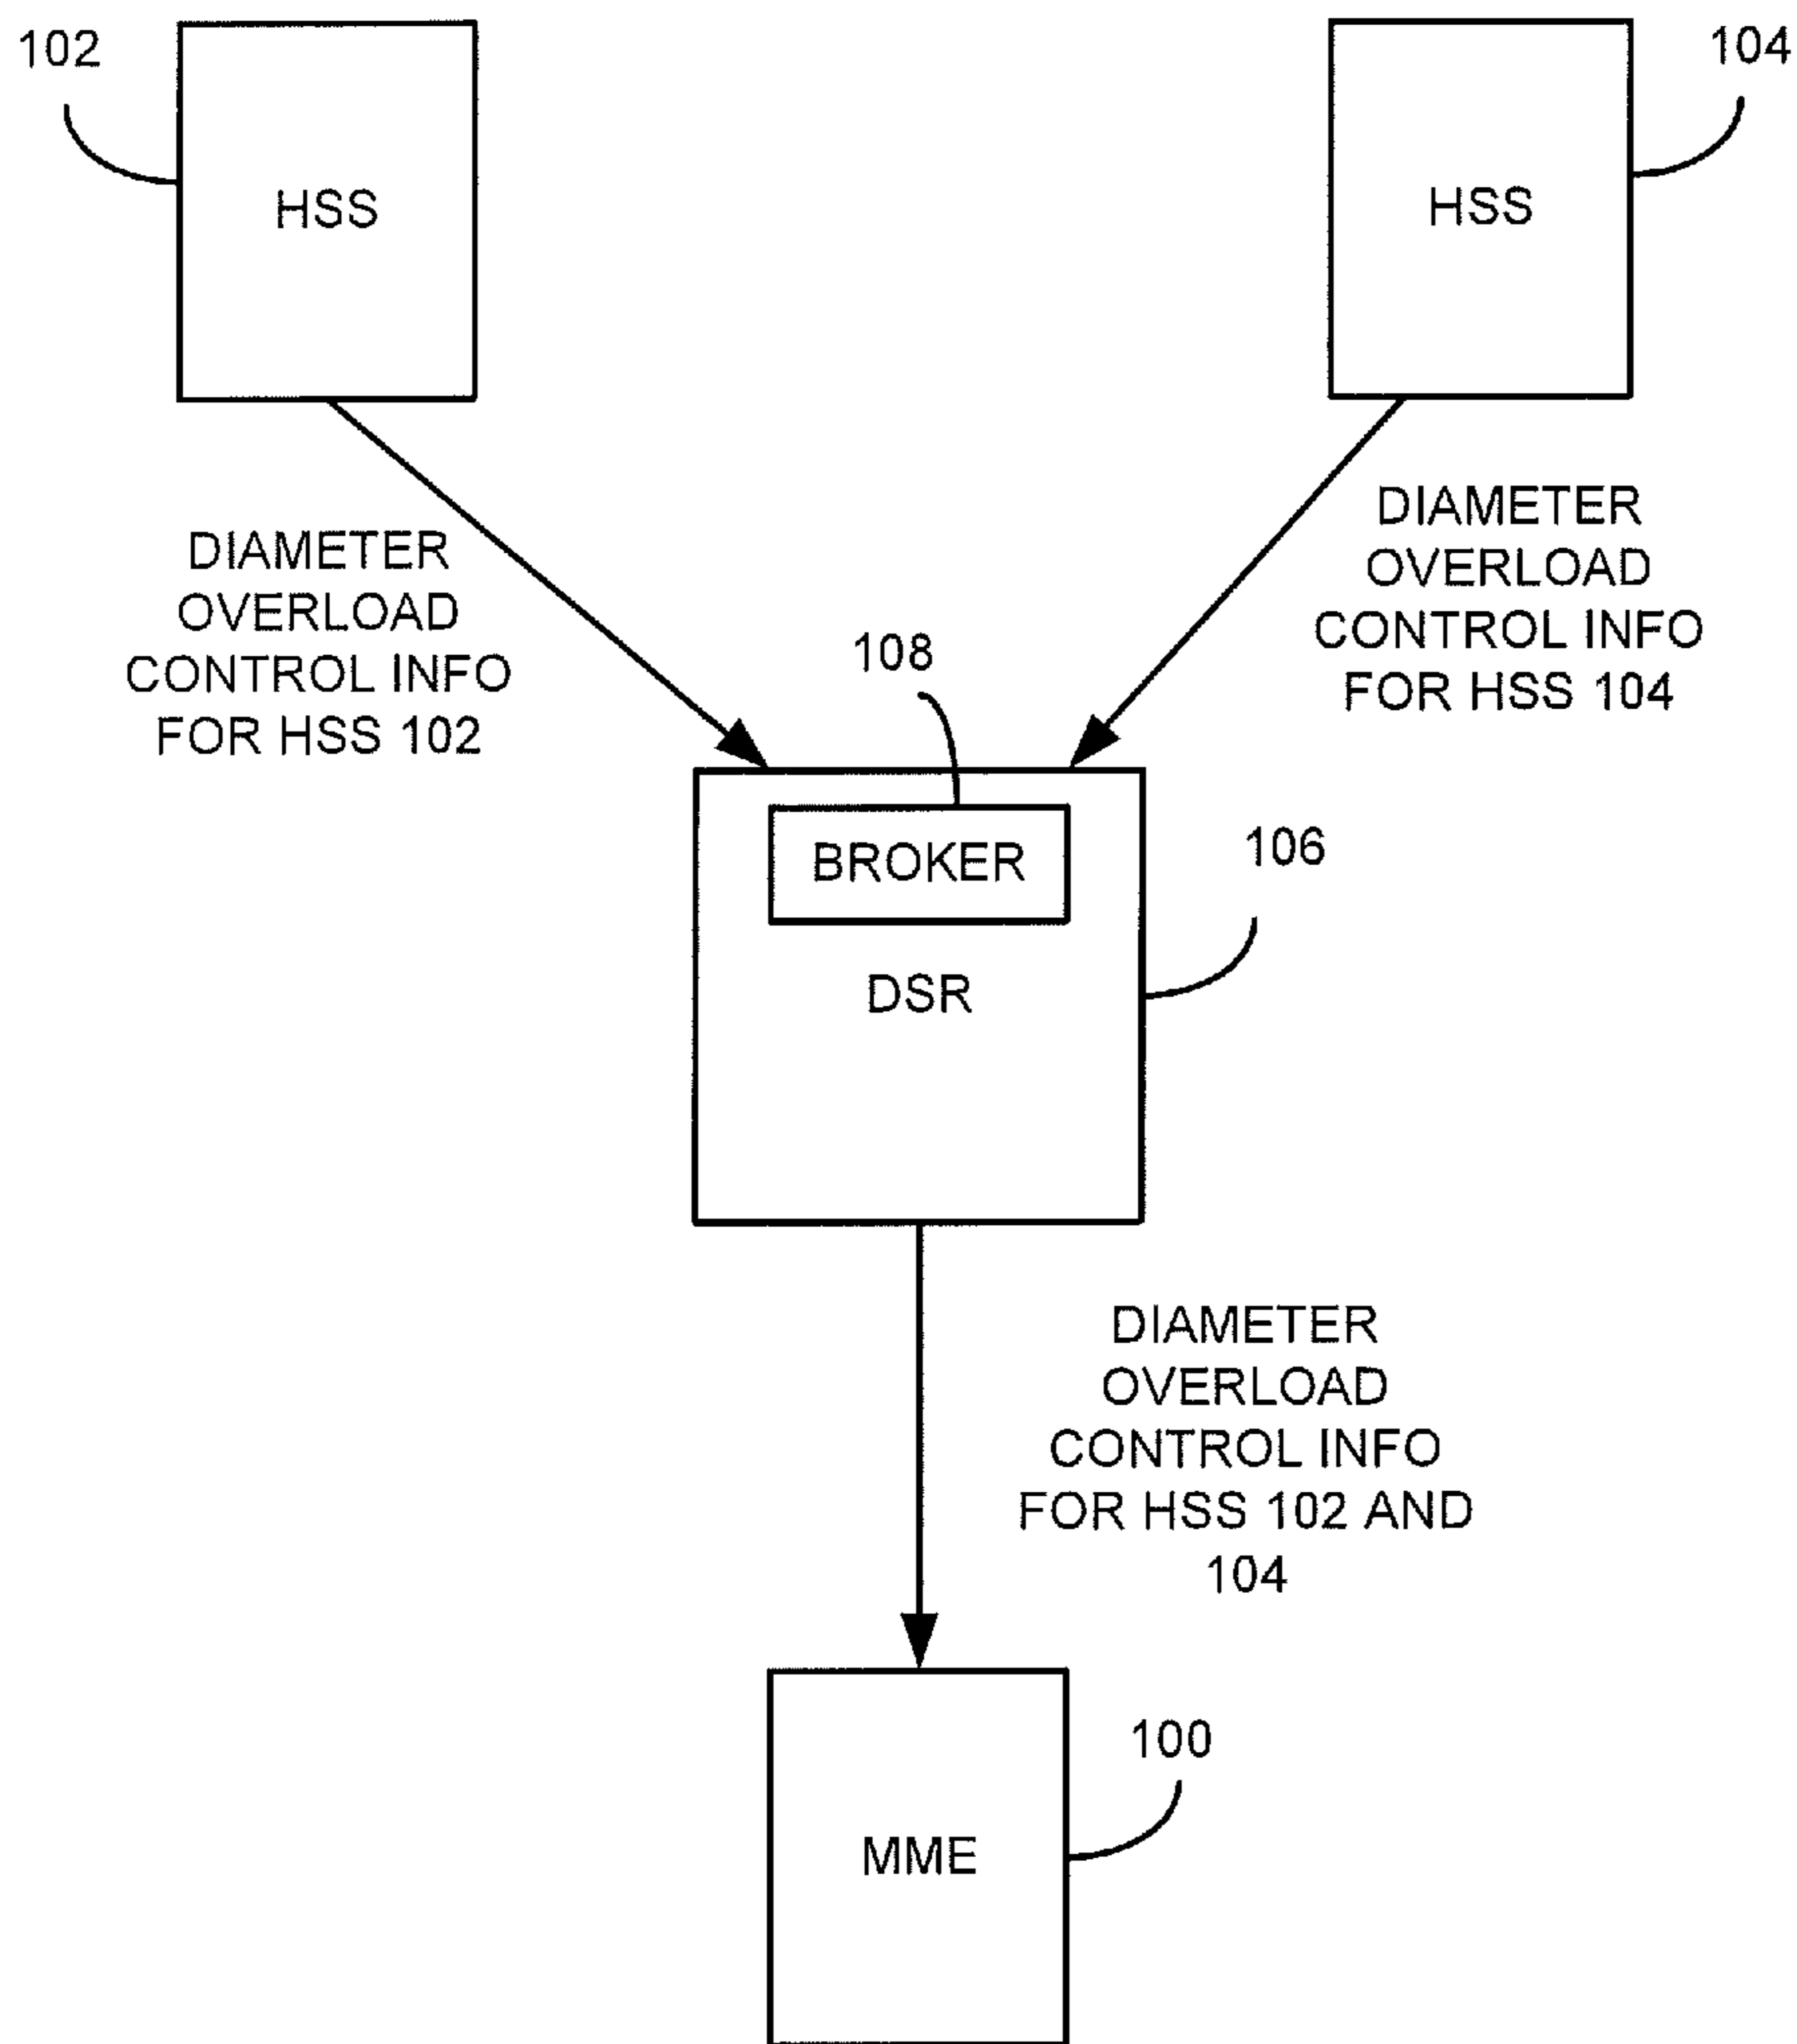 102
104
HSS
HSS
DIAMETER
OVERLOAD
CONTROL INFO
FOR HSS 102
DIAMETER
OVERLOAD
CONTROL INFO
FOR HSS 104
108
BROKER
106
DSR
DIAMETER
OVERLOAD
CONTROL INFO
FOR HSS 102 AND
104
100
MME